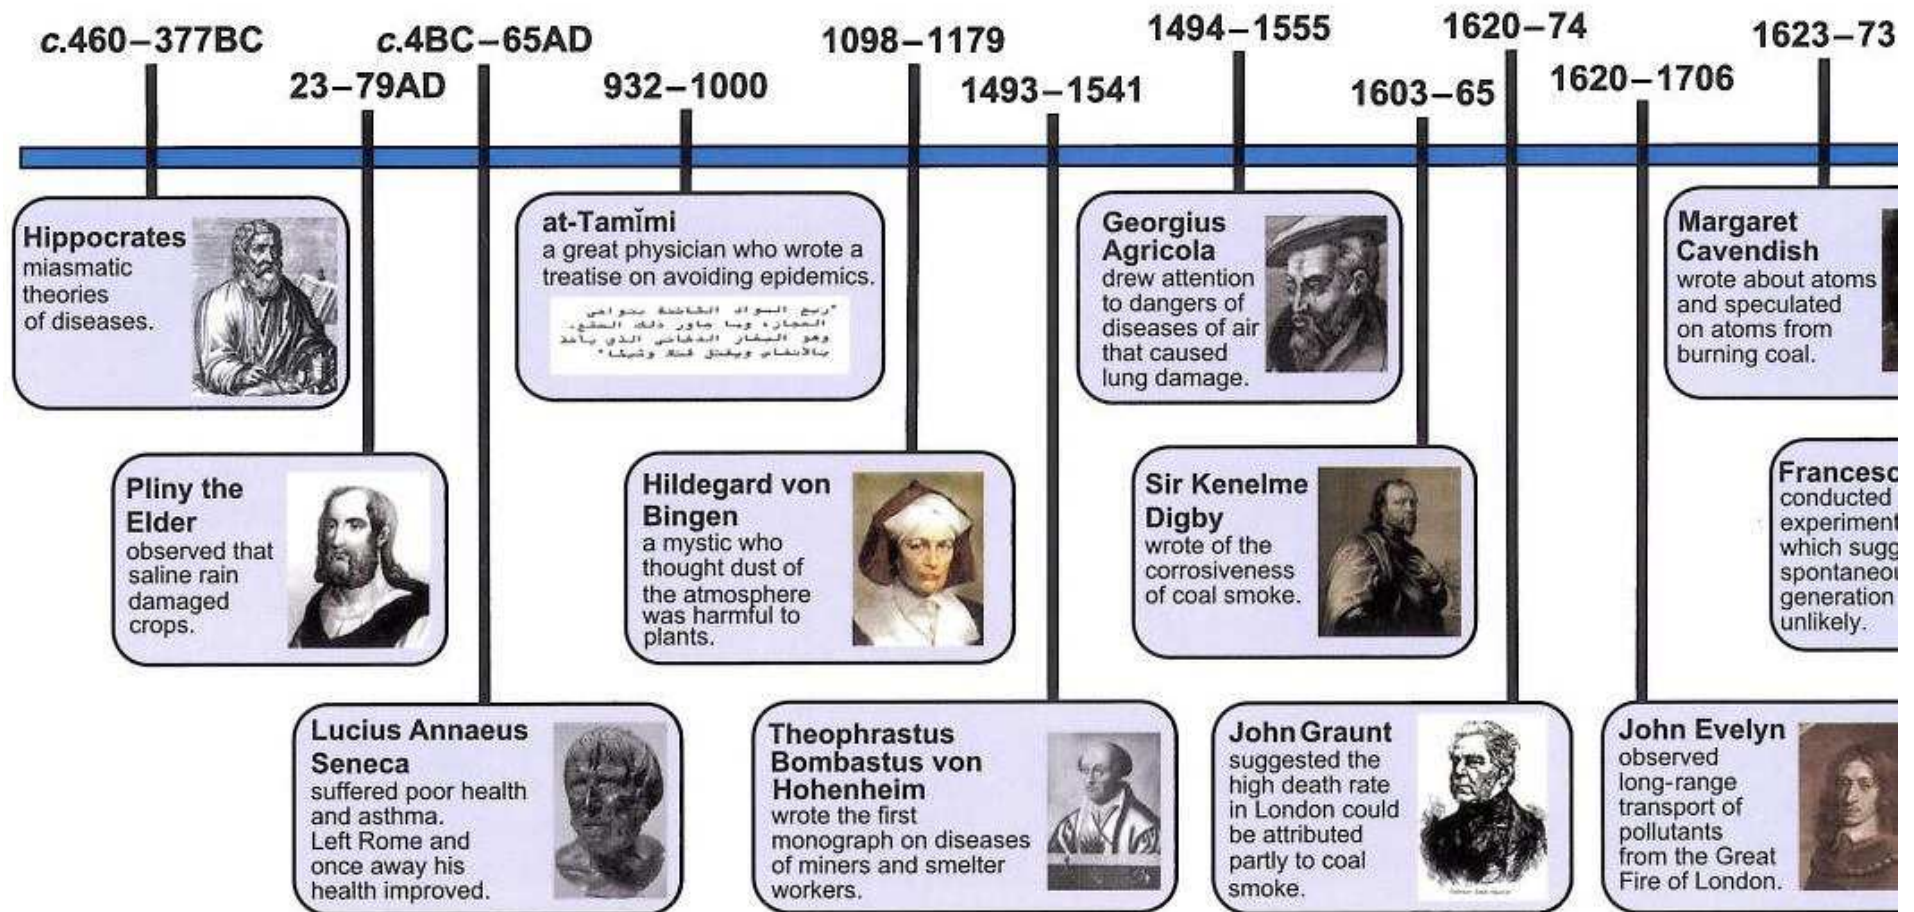 c.460–377BC
c.4BC–65AD
1098–1179
1494–1555
1620–74
1623–73
23–79AD
932–1000
1493–1541
1603–65
1620–1706
Hippocrates
miasmatic
theories
of diseases.
at-Tamĭmi
a great physician who wrote a
treatise on avoiding epidemics.
Georgius
Agricola
drew attention
to dangers of
diseases of air
that caused
lung damage.
Margaret
Cavendish
wrote about atoms
and speculated
on atoms from
burning coal.
Pliny the
Elder
observed that
saline rain
damaged
crops.
Hildegard von
Bingen
a mystic who
thought dust of
the atmosphere
was harmful to
plants.
Sir Kenelme
Digby
wrote of the
corrosiveness
of coal smoke.
Francesc
conducted
experiment
which sugg
spontaneou
generation
unlikely.
Lucius Annaeus
Seneca
suffered poor health
and asthma.
Left Rome and
once away his
health improved.
Theophrastus
Bombastus von
Hohenheim
wrote the first
monograph on diseases
of miners and smelter
workers.
John Graunt
suggested the
high death rate
in London could
be attributed
partly to coal
smoke.
John Evelyn
observed
long-range
transport of
pollutants
from the Great
Fire of London.